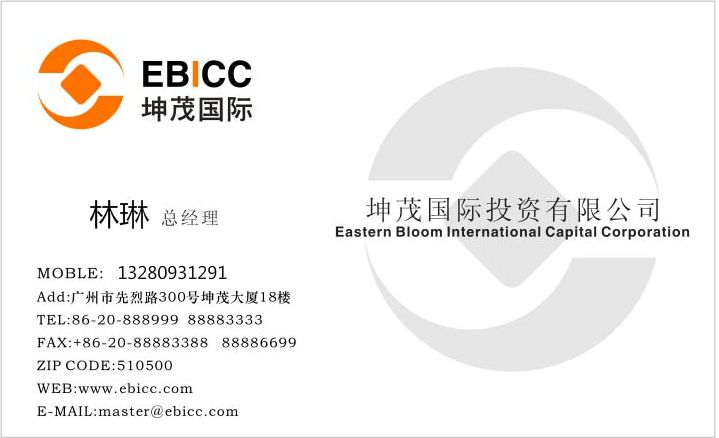 EBICC
坤茂国际
林琳 总经理
坤茂国际投资有限公司
Eastern Bloom International Capital Corporation
MOBLE: 13280931291
Add:广州市先烈路300号坤茂大厦18楼
TEL:86-20-888999 88883333
FAX:+86-20-88883388 88886699
ZIP CODE:510500
WEB:www.ebicc.com
E-MAIL:master@ebicc.com